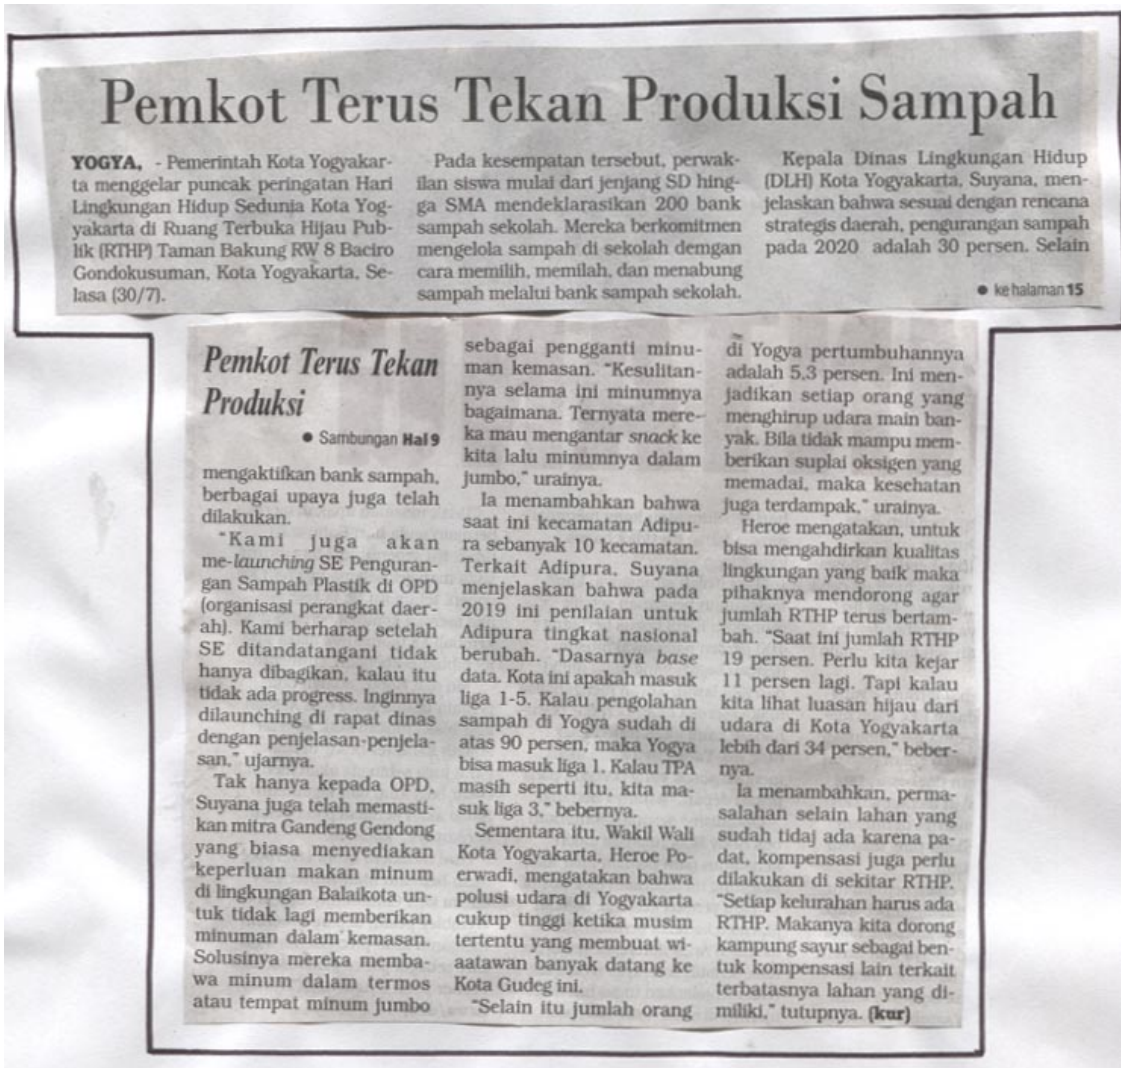 Pemkot Terus Tekan Produksi Sampah
YOGYA, - Pemerintah Kota Yogyakar-
ta menggelar puncak peringatan Hari
Lingkungan Hidup Sedunia Kota Yog-
yakarta di Ruang Terbuka Hijau Pub-
lik (RTHP) Taman Bakung RW 8 Baciro
Gondokusuman, Kota Yogyakarta, Se-
lasa (30/7).
Pada kesempatan tersebut, perwak-
ilan siswa mulai dari jenjang SD hing-
ga SMA mendeklarasikan 200 bank
sampah sekolah. Mereka berkomitmen
mengelola sampah di sekolah demgan
cara memilih, memilah, dan menabung
sampah melalui bank sampah sekolah.
Kepala Dinas Lingkungan Hidup
(DLH) Kota Yogyakarta, Suyana, men-
jelaskan bahwa sesuai dengan rencana
strategis daerah, pengurangan sampah
pada 2020 adalah 30 persen. Selain
● ke halaman 15
Pemkot Terus Tekan
Produksi
● Sambungan Hal 9
mengaktifkan bank sampah,
berbagai upaya juga telah
dilakukan.
"Kami juga akan
me-launching SE Penguran-
gan Sampah Plastik di OPD
(organisasi perangkat daer-
ah). Kami berharap setelah
SE ditandatangani tidak
hanya dibagikan, kalau itu
tidak ada progress. Inginnya
dilaunching di rapat dinas
dengan penjelasan-penjela-
san," ujarnya.
Tak hanya kepada OPD,
Suyana juga telah memasti-
kan mitra Gandeng Gendong
yang biasa menyediakan
keperluan makan minum
di lingkungan Balaikota un-
tuk tidak lagi memberikan
minuman dalam kemasan.
Solusinya mereka memba-
wa minum dalam termos
atau tempat minum jumbo
sebagai pengganti minu-
man kemasan. "Kesulitan-
nya selama ini minumnya
bagaimana. Ternyata mere-
ka mau mengantar snack ke
kita lalu minumnya dalam
jumbo," urainya.
Ia menambahkan bahwa
saat ini kecamatan Adipu-
ra sebanyak 10 kecamatan.
Terkait Adipura, Suyana
menjelaskan bahwa pada
2019 ini penilaian untuk
Adipura tingkat nasional
berubah. "Dasarnya base
data. Kota ini apakah masuk
liga 1-5. Kalau pengolahan
sampah di Yogya sudah di
atas 90 persen, maka Yogya
bisa masuk liga 1. Kalau TPA
masih seperti itu, kita ma-
suk liga 3," bebernya.
Sementara itu, Wakil Wali
Kota Yogyakarta, Heroe Po-
erwadi, mengatakan bahwa
polusi udara di Yogyakarta
cukup tinggi ketika musim
tertentu yang membuat wi-
aatawan banyak datang ke
Kota Gudeg ini.
"Selain itu jumlah orang
di Yogya pertumbuhannya
adalah 5,3 persen. Ini men-
jadikan setiap orang yang
menghirup udara main ban-
yak. Bila tidak mampu mem-
berikan suplai oksigen yang
memadai, maka kesehatan
juga terdampak," urainya.
Heroe mengatakan, untuk
bisa mengahdirkan kualitas
lingkungan yang baik maka
pihaknya mendorong agar
jumlah RTHP terus bertam-
bah. "Saat ini jumlah RTHP
19 persen. Perlu kita kejar
11 persen lagi. Tapi kalau
kita lihat luasan hijau dari
udara di Kota Yogyakarta
lebih dari 34 persen," beber-
nya.
Ia menambahkan, perma-
salahan selain lahan yang
sudah tidaj ada karena pa-
dat, kompensasi juga perlu
dilakukan di sekitar RTHP.
"Setiap kelurahan harus ada
RTHP. Makanya kita dorong
kampung sayur sebagai ben-
tuk kompensasi lain terkait
terbatasnya lahan yang di-
miliki," tutupnya. (kur)